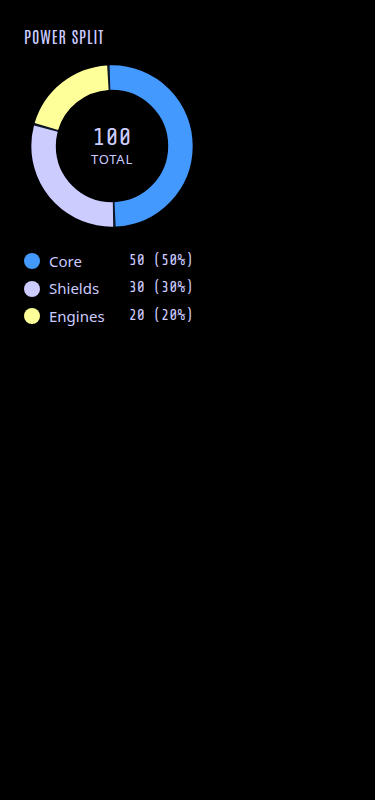 POWER SPLIT
100
TOTAL
Core 50 (50%)
Shields 30 (30%)
Engines 20 (20%)